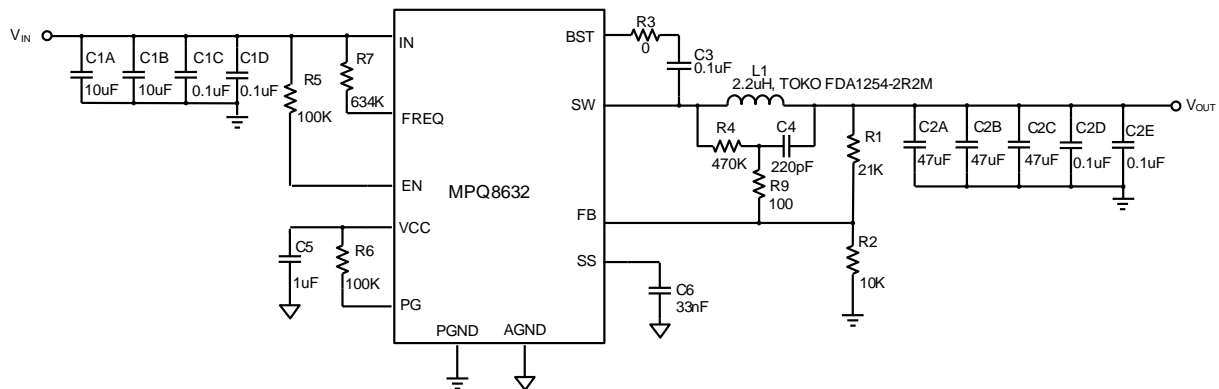 VIN
C1A
10uF
C1B
10uF
C1C
0.1uF
C1D
0.1uF
R5
100K
R7
634K
IN
FREQ
EN
VCC
PG
C5
1uF
R6
100K
MPQ8632
PGND
AGND
BST
SW
FB
SS
R3
0
C3
0.1uF
L1
2.2uH, TOKO FDA1254-2R2M
R4
470K
C4
220pF
R9
100
R1
21K
R2
10K
C6
33nF
C2A
47uF
C2B
47uF
C2C
47uF
C2D
0.1uF
C2E
0.1uF
VOUT